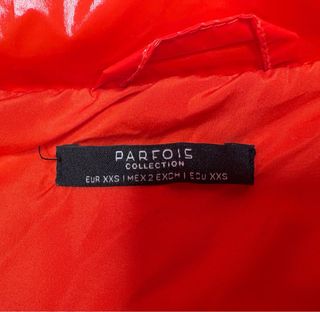 PARFOIS
COLLECTION
EUR XXS | MEX 2 EXCH | ECU XXS